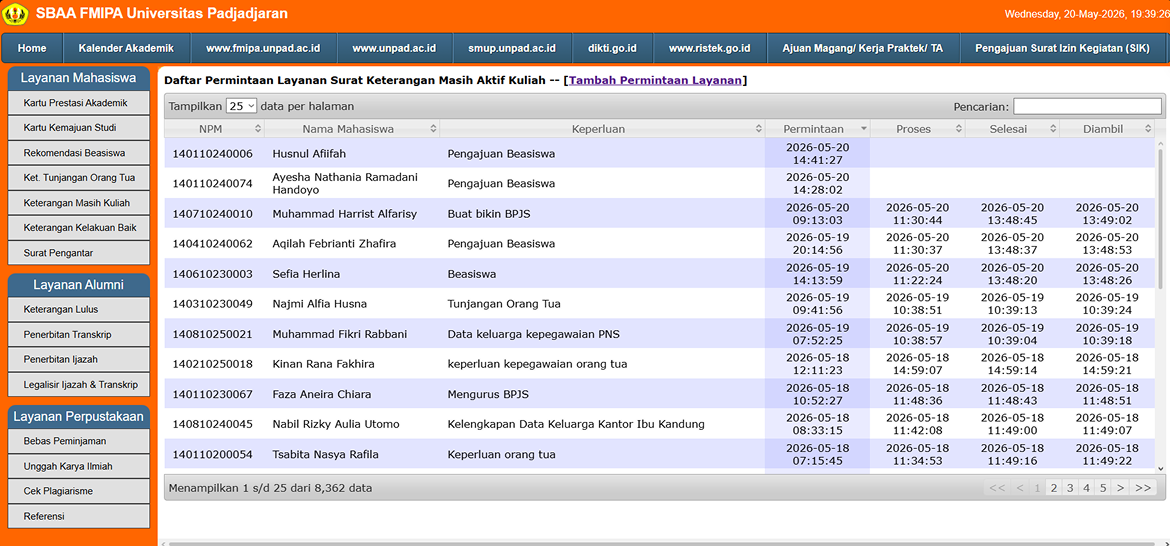 SBAA FMIPA Universitas Padjadjaran
Wednesday, 20-May-2026, 19:39:26
Home Kalender Akademik www.fmipa.unpad.ac.id www.unpad.ac.id smup.unpad.ac.id dikti.go.id www.ristek.go.id Ajuan Magang/ Kerja Praktek/ TA Pengajuan Surat Izin Kegiatan (SIK)
Layanan Mahasiswa
Kartu Prestasi Akademik
Kartu Kemajuan Studi
Rekomendasi Beasiswa
Ket. Tunjangan Orang Tua
Keterangan Masih Kuliah
Keterangan Kelakuan Baik
Surat Pengantar
Layanan Alumni
Keterangan Lulus
Penerbitan Transkrip
Penerbitan Ijazah
Legalisir Ijazah & Transkrip
Layanan Perpustakaan
Bebas Peminjaman
Unggah Karya Ilmiah
Cek Plagiarisme
Referensi
Daftar Permintaan Layanan Surat Keterangan Masih Aktif Kuliah -- [Tambah Permintaan Layanan]
Tampilkan 25 data per halaman Pencarian:
NPM Nama Mahasiswa Keperluan Permintaan Proses Selesai Diambil
140110240006 Husnul Afiifah Pengajuan Beasiswa 2026-05-20 14:41:27
140110240074 Ayesha Nathania Ramadani Handoyo Pengajuan Beasiswa 2026-05-20 14:28:02
140710240010 Muhammad Harrist Alfarisy Buat bikin BPJS 2026-05-20 09:13:03 2026-05-20 11:30:44 2026-05-20 13:48:45 2026-05-20 13:49:02
140410240062 Aqilah Febrianti Zhafira Pengajuan Beasiswa 2026-05-19 20:14:56 2026-05-20 11:30:37 2026-05-20 13:48:37 2026-05-20 13:48:53
140610230003 Sefia Herlina Beasiswa 2026-05-19 14:13:59 2026-05-20 11:22:24 2026-05-20 13:48:20 2026-05-20 13:48:26
140310230049 Najmi Alfia Husna Tunjangan Orang Tua 2026-05-19 09:41:56 2026-05-19 10:38:51 2026-05-19 10:39:13 2026-05-19 10:39:24
140810250021 Muhammad Fikri Rabbani Data keluarga kepegawaian PNS 2026-05-19 07:52:25 2026-05-19 10:38:57 2026-05-19 10:39:04 2026-05-19 10:39:18
140210250018 Kinan Rana Fakhira keperluan kepegawaian orang tua 2026-05-18 12:11:23 2026-05-18 14:59:07 2026-05-18 14:59:14 2026-05-18 14:59:21
140110230067 Faza Aneira Chiara Mengurus BPJS 2026-05-18 10:52:27 2026-05-18 11:48:36 2026-05-18 11:48:43 2026-05-18 11:48:51
140810240045 Nabil Rizky Aulia Utomo Kelengkapan Data Keluarga Kantor Ibu Kandung 2026-05-18 08:33:15 2026-05-18 11:42:08 2026-05-18 11:49:00 2026-05-18 11:49:07
140110200054 Tsabita Nasya Rafila Keperluan orang tua 2026-05-18 07:15:45 2026-05-18 11:34:53 2026-05-18 11:49:16 2026-05-18 11:49:22
Menampilkan 1 s/d 25 dari 8,362 data << < 1 2 3 4 5 > >>